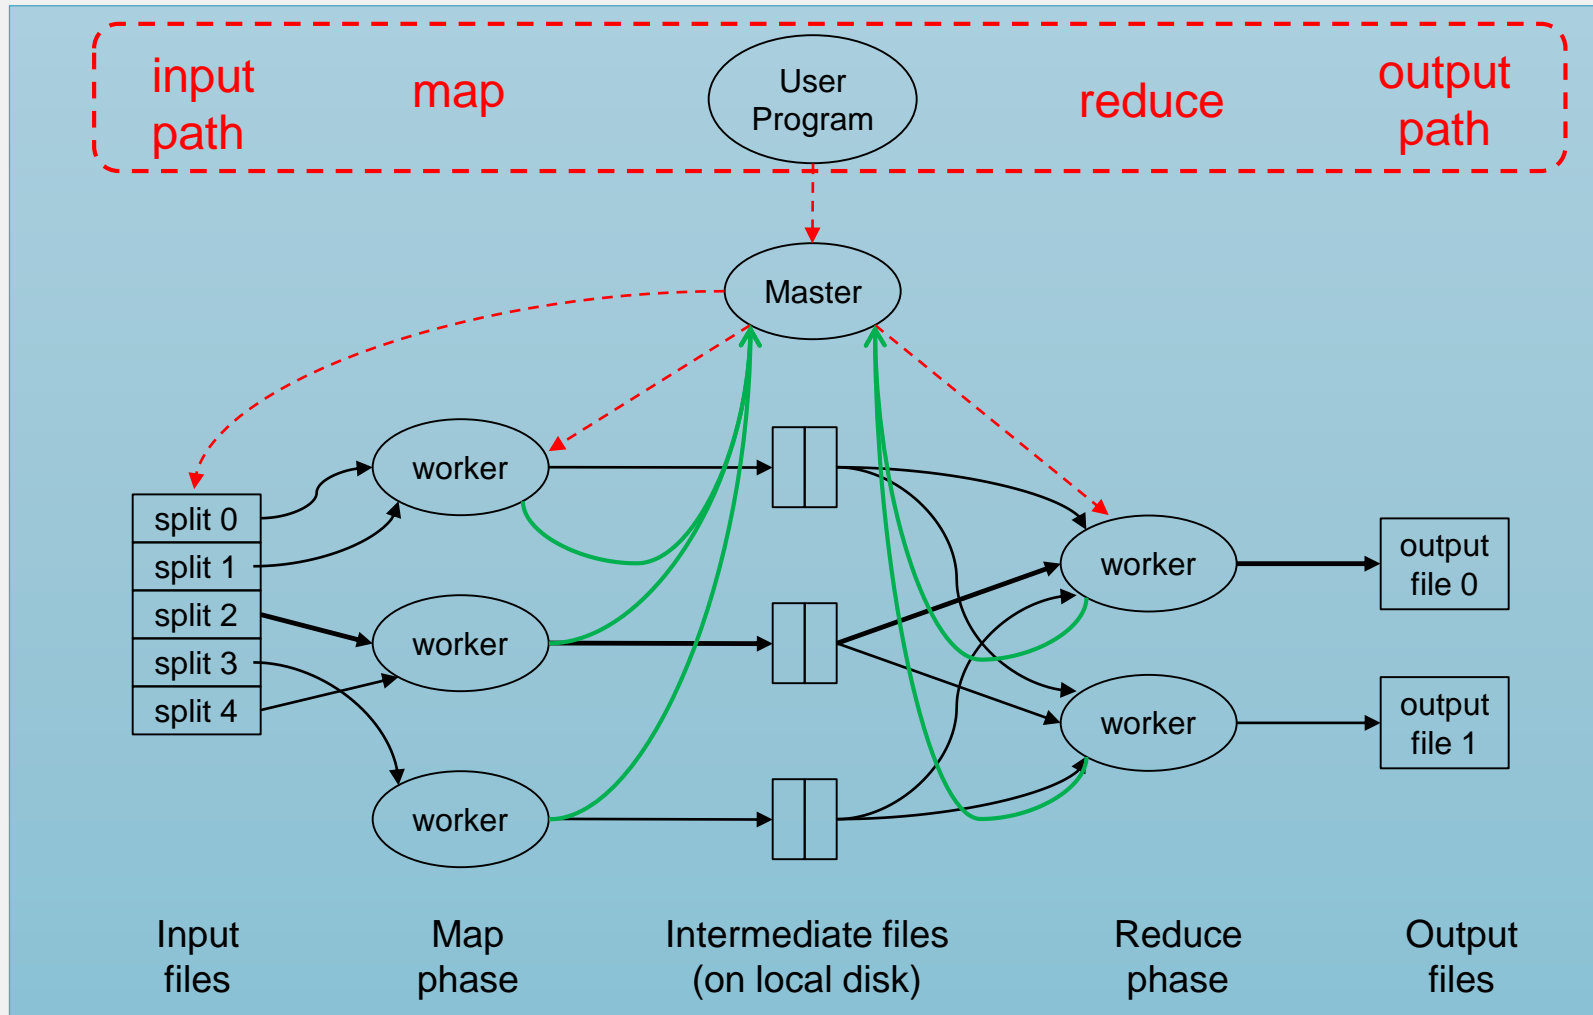 input
path
map
User
Program
reduce
output
path
Master
worker
split 0
split 1
split 2
split 3
split 4
worker
worker
worker
worker
output
file 0
output
file 1
Input
files
Map
phase
Intermediate files
(on local disk)
Reduce
phase
Output
files